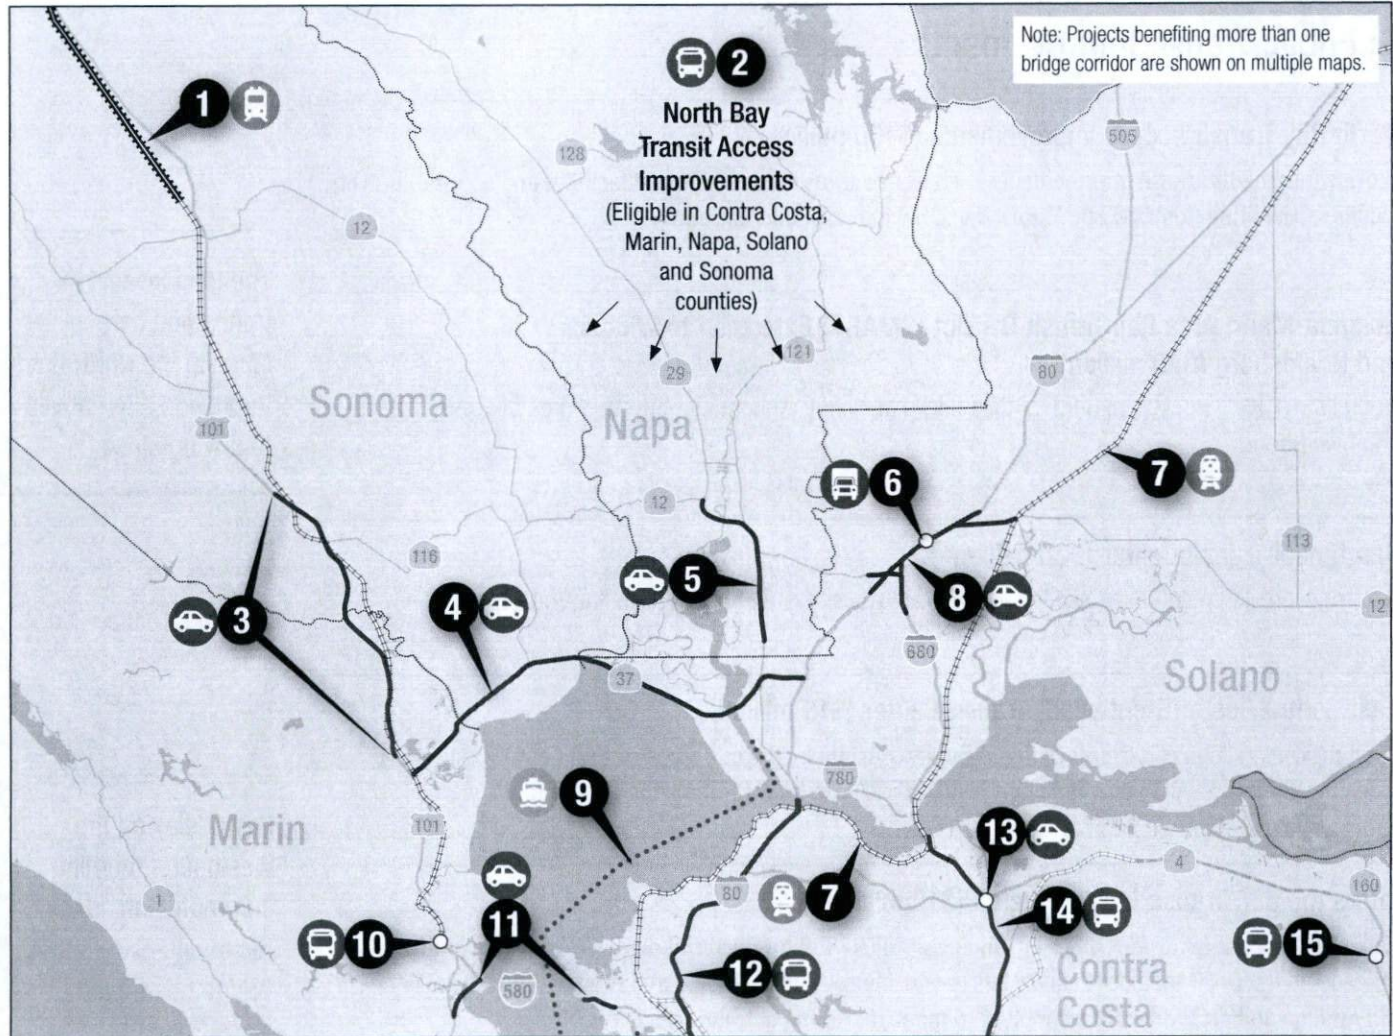 Note: Projects benefiting more than one
bridge corridor are shown on multiple maps.
2
1
North Bay
Transit Access
Improvements
(Eligible in Contra Costa,
Marin, Napa, Solano
and Sonoma
counties)
505
128
12
121
29
80
Sonoma
Napa
101
7
6
12
116
113
5
8
4
3
12
680
37
Solano
780
9
Marin
101
13
4
80
7
160
1
11
14
10
15
12
580
Contra
Costa